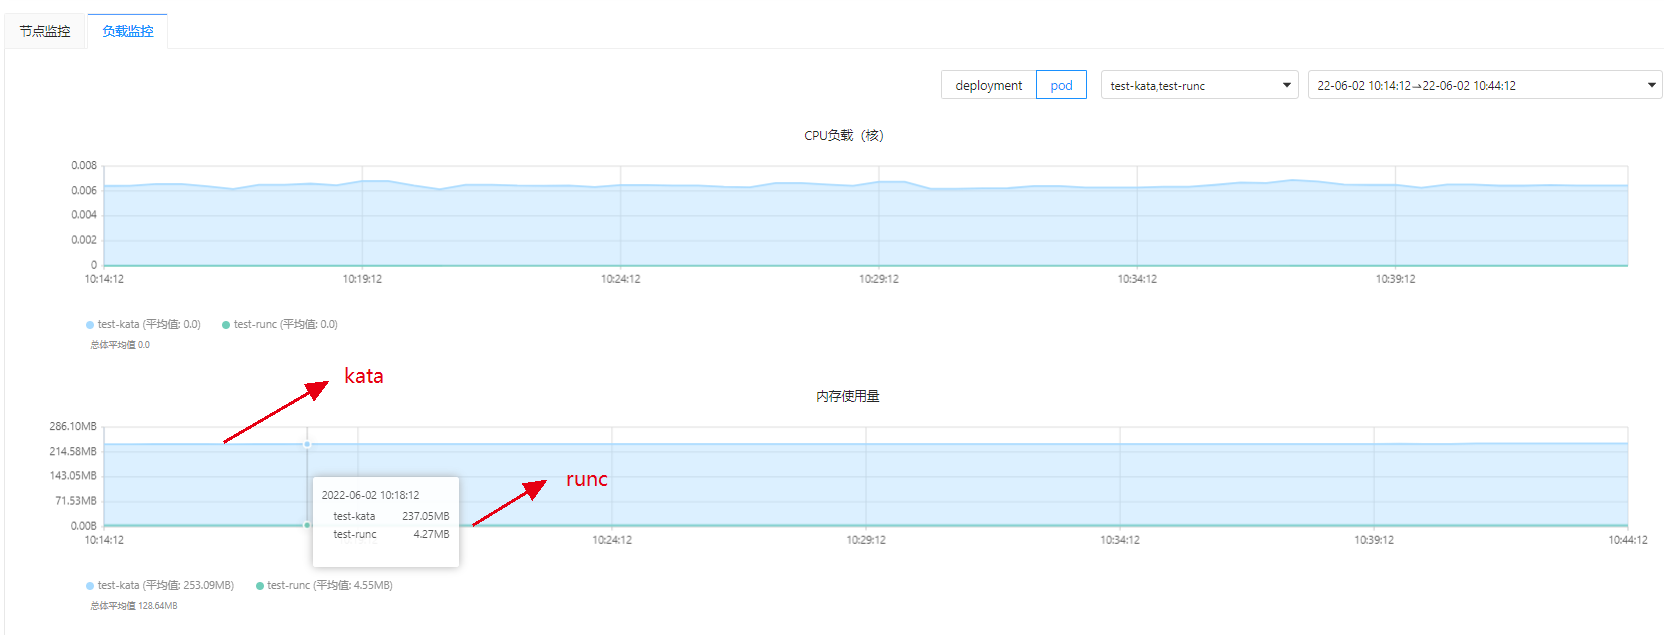 节点监控 负载监控
deployment pod test-kata,test-runc 22-06-02 10:14:12⇀22-06-02 10:44:12
CPU负载（核）
0.008
0.006
0.004
0.002
0
10:14:12 10:19:12 10:24:12 10:29:12 10:34:12 10:39:12
test-kata (平均值: 0.0) test-runc (平均值: 0.0)
总体平均值 0.0
kata
内存使用量
286.10MB
214.58MB
143.05MB
71.53MB
0.00B
runc
2022-06-02 10:18:12
test-kata 237.05MB
test-runc 4.27MB
10:14:12 10:24:12 10:29:12 10:34:12 10:39:12 10:44:12
test-kata (平均值: 253.09MB) test-runc (平均值: 4.55MB)
总体平均值 128.64MB